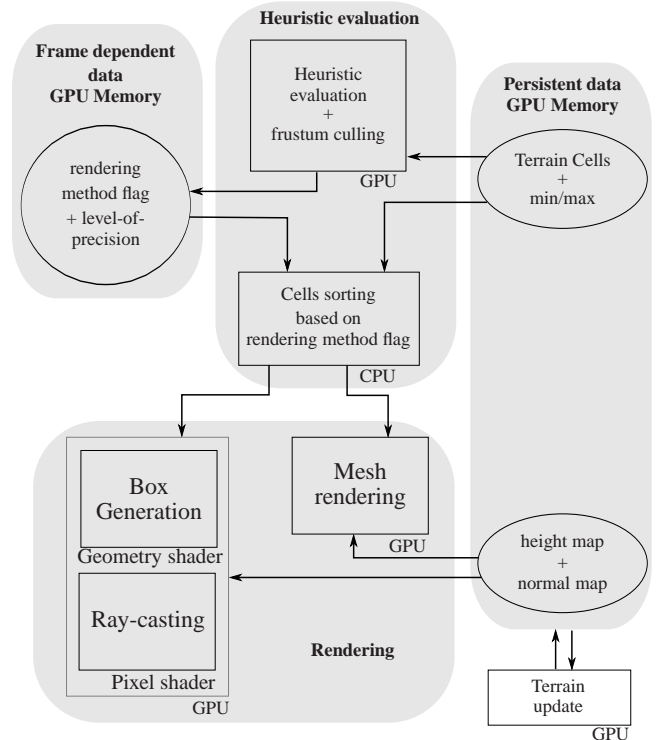 Heuristic evaluation
Frame dependent
data
GPU Memory
Heuristic
evaluation
+
frustum culling
GPU
Persistent data
GPU Memory
rendering
method flag
+ level-of-
precision
Terrain Cells
+
min/max
Cells sorting
based on
rendering method flag
CPU
Box
Generation
Geometry shader
Ray-casting
Pixel shader
GPU
Mesh
rendering
GPU
Rendering
height map
+
normal map
Terrain
update
GPU